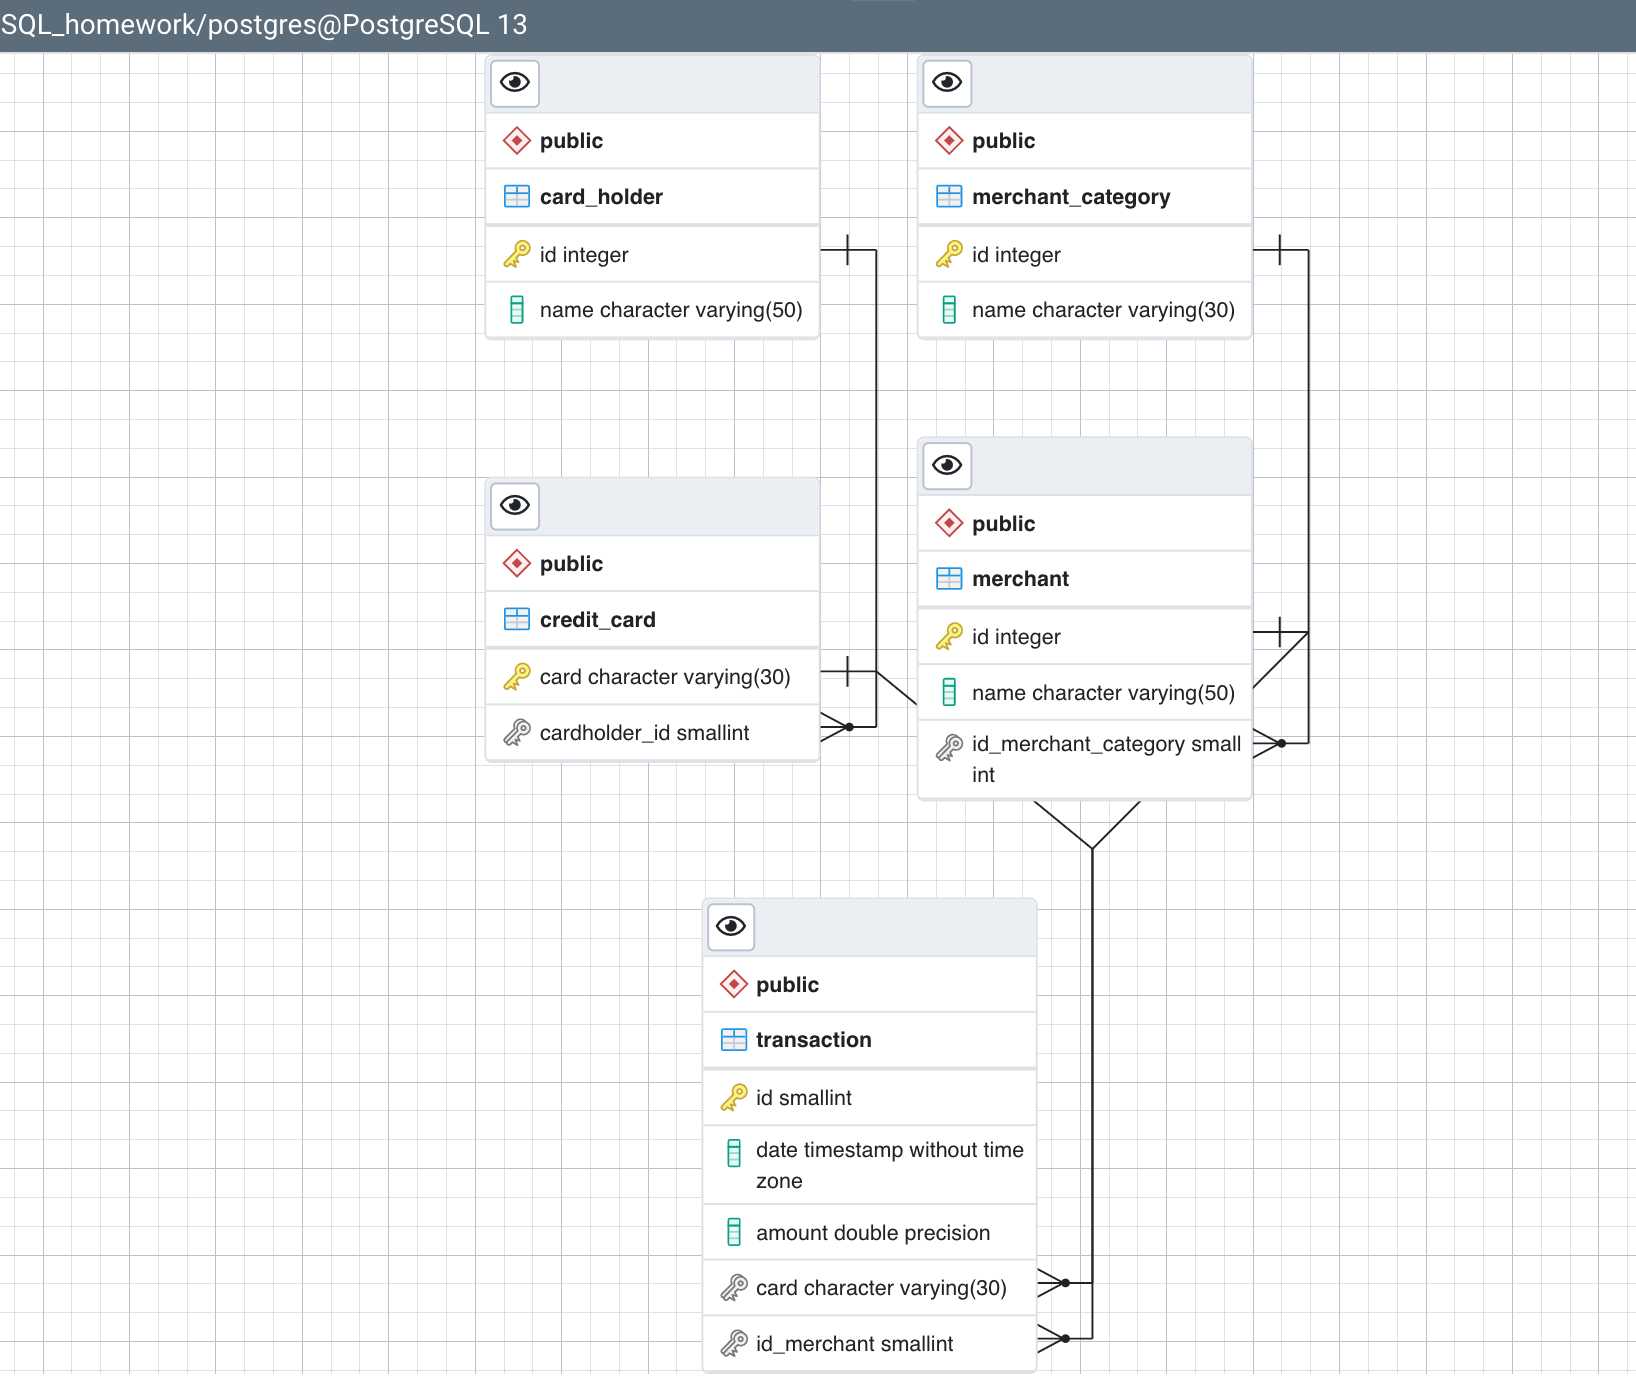 SQL_homework/postgres@PostgreSQL 13
public
card_holder
id integer
name character varying(50)
public
merchant_category
id integer
name character varying(30)
public
credit_card
card character varying(30)
cardholder_id smallint
public
merchant
id integer
name character varying(50)
id_merchant_category small
int
public
transaction
id smallint
date timestamp without time
zone
amount double precision
card character varying(30)
id_merchant smallint